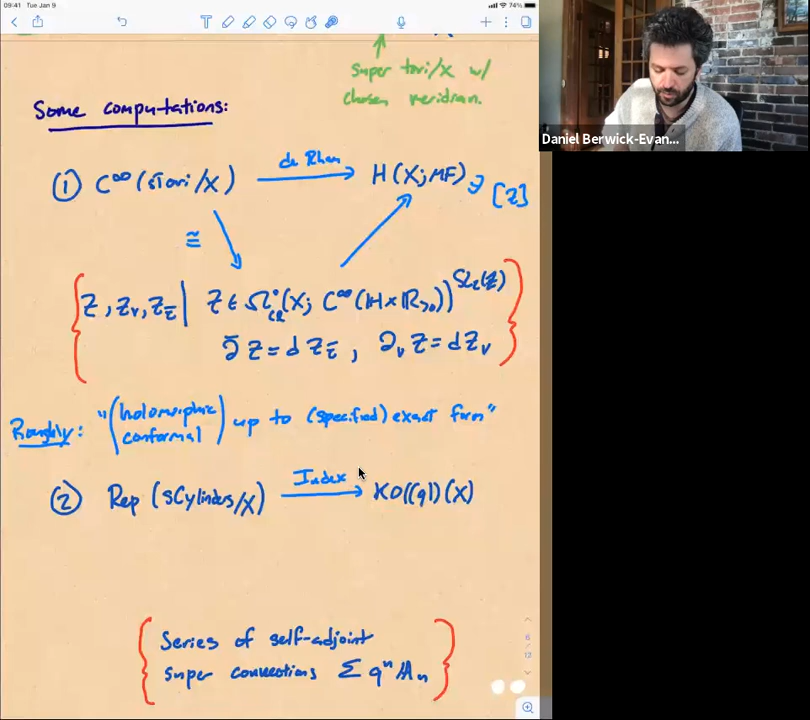 09:41 Tue Jan 9
74%
Super tori/X w/
chosen meridian.
Some computations:
① C^∞(sTori/X) de Rham → H(X; MF) ∋ [Z]
≅
{ Z, Z_v, Z_τ̄ | Z ∈ Ω^•_cl(X; C^∞(H × R_{>0}))^{SL_2(Z)}
∂̄Z = dZ_τ̄, ∂_v Z = dZ_v }
Roughly: "(holomorphic conformal) up to (specified) exact form"
② Rep (sCylinders/X) Index → KO((q))(X)
{ Series of self-adjoint
super connections Σ q^n A_n }
Daniel Berwick-Evan...